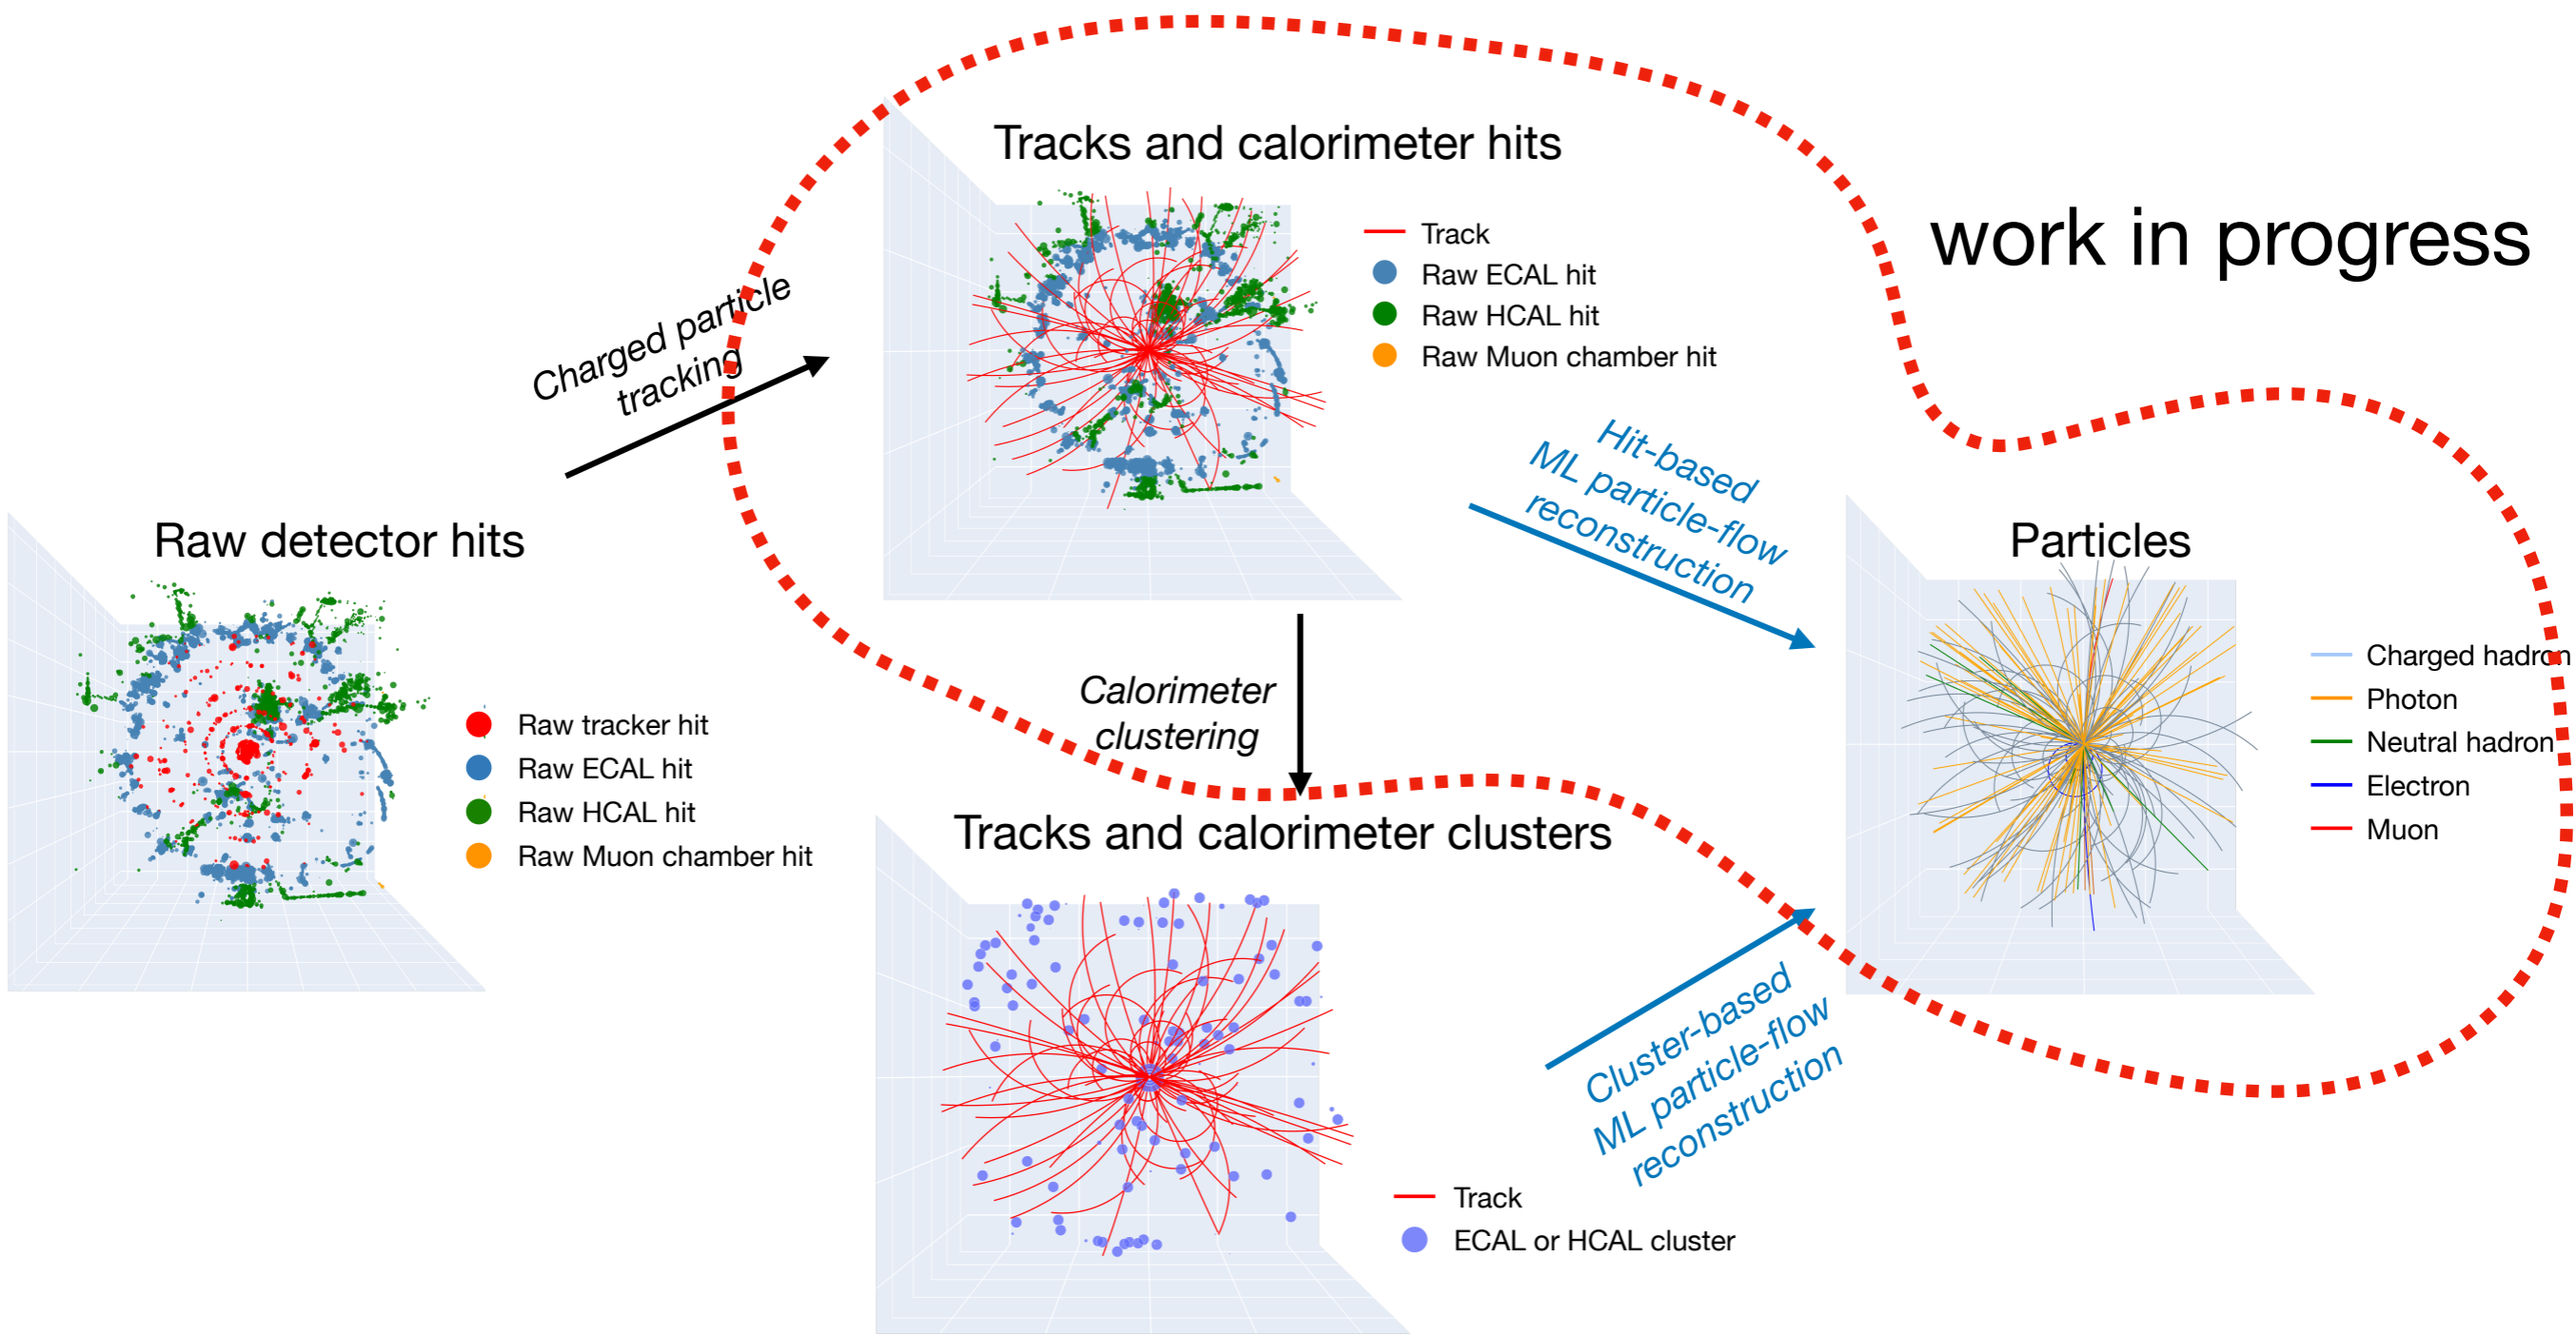 Tracks and calorimeter hits
Track
Raw ECAL hit
Raw HCAL hit
Raw Muon chamber hit
work in progress
Charged particle
tracking
Hit-based
ML particle-flow
reconstruction
Raw detector hits
Raw tracker hit
Raw ECAL hit
Raw HCAL hit
Raw Muon chamber hit
Particles
Charged hadron
Photon
Neutral hadron
Electron
Muon
Calorimeter
clustering
Tracks and calorimeter clusters
Track
ECAL or HCAL cluster
Cluster-based
ML particle-flow
reconstruction